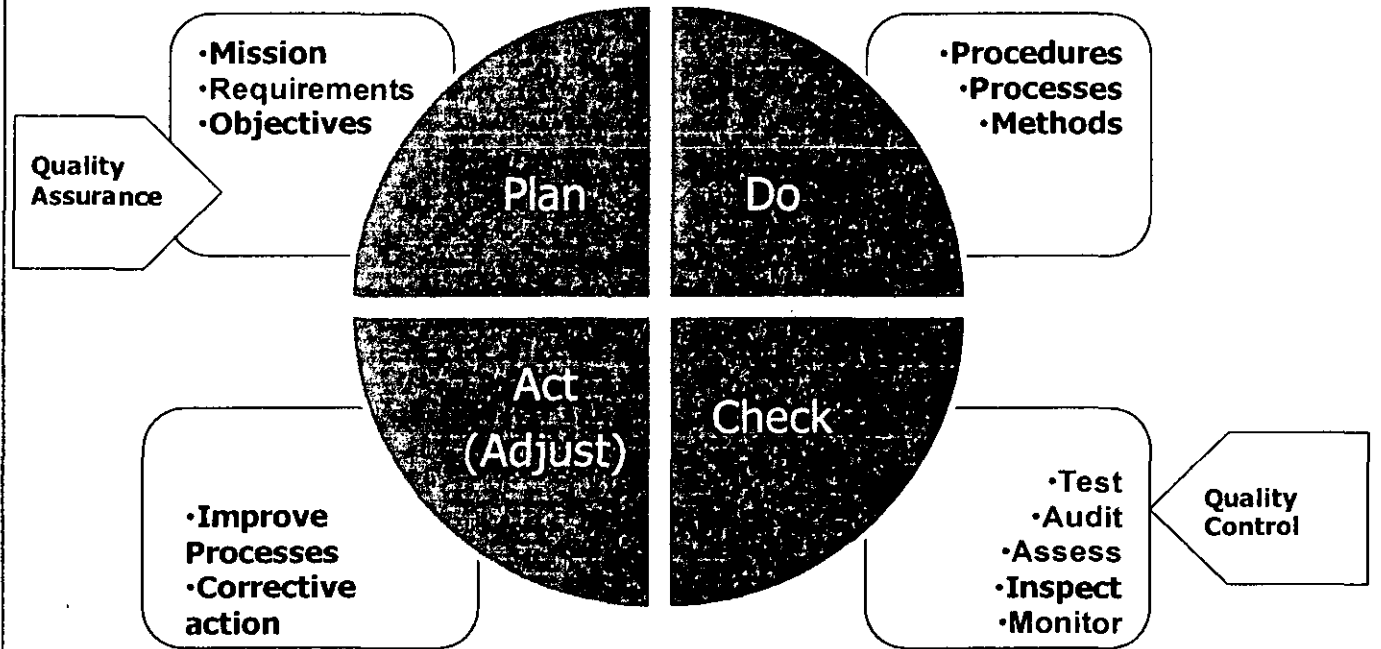 ·Mission
·Requirements
·Objectives
Quality
Assurance
Plan
Do
·Procedures
·Processes
·Methods
Act
(Adjust)
Check
·Improve
Processes
·Corrective
action
·Test
·Audit
·Assess
·Inspect
·Monitor
Quality
Control